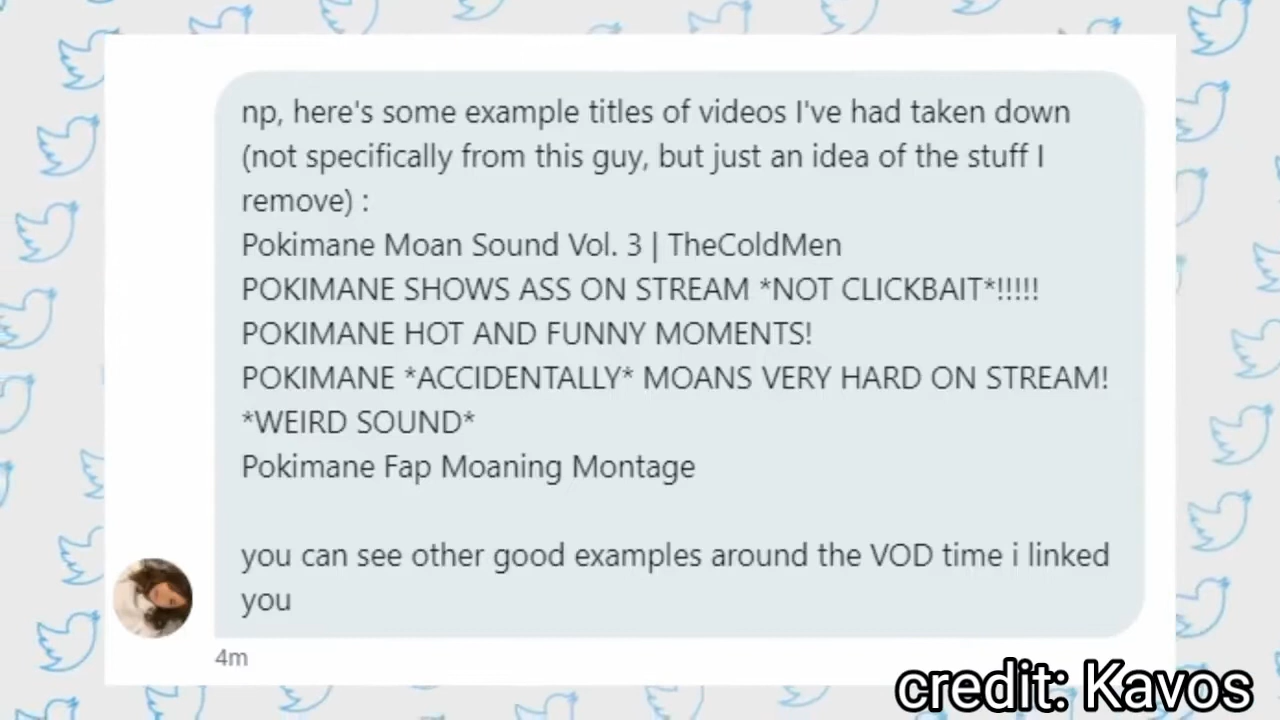 np, here's some example titles of videos I've had taken down
(not specifically from this guy, but just an idea of the stuff I
remove) :
Pokimane Moan Sound Vol. 3 | TheColdMen
POKIMANE SHOWS ASS ON STREAM *NOT CLICKBAIT*!!!!!
POKIMANE HOT AND FUNNY MOMENTS!
POKIMANE *ACCIDENTALLY* MOANS VERY HARD ON STREAM!
*WEIRD SOUND*
Pokimane Fap Moaning Montage
you can see other good examples around the VOD time i linked
you
4m
credit: Kavos